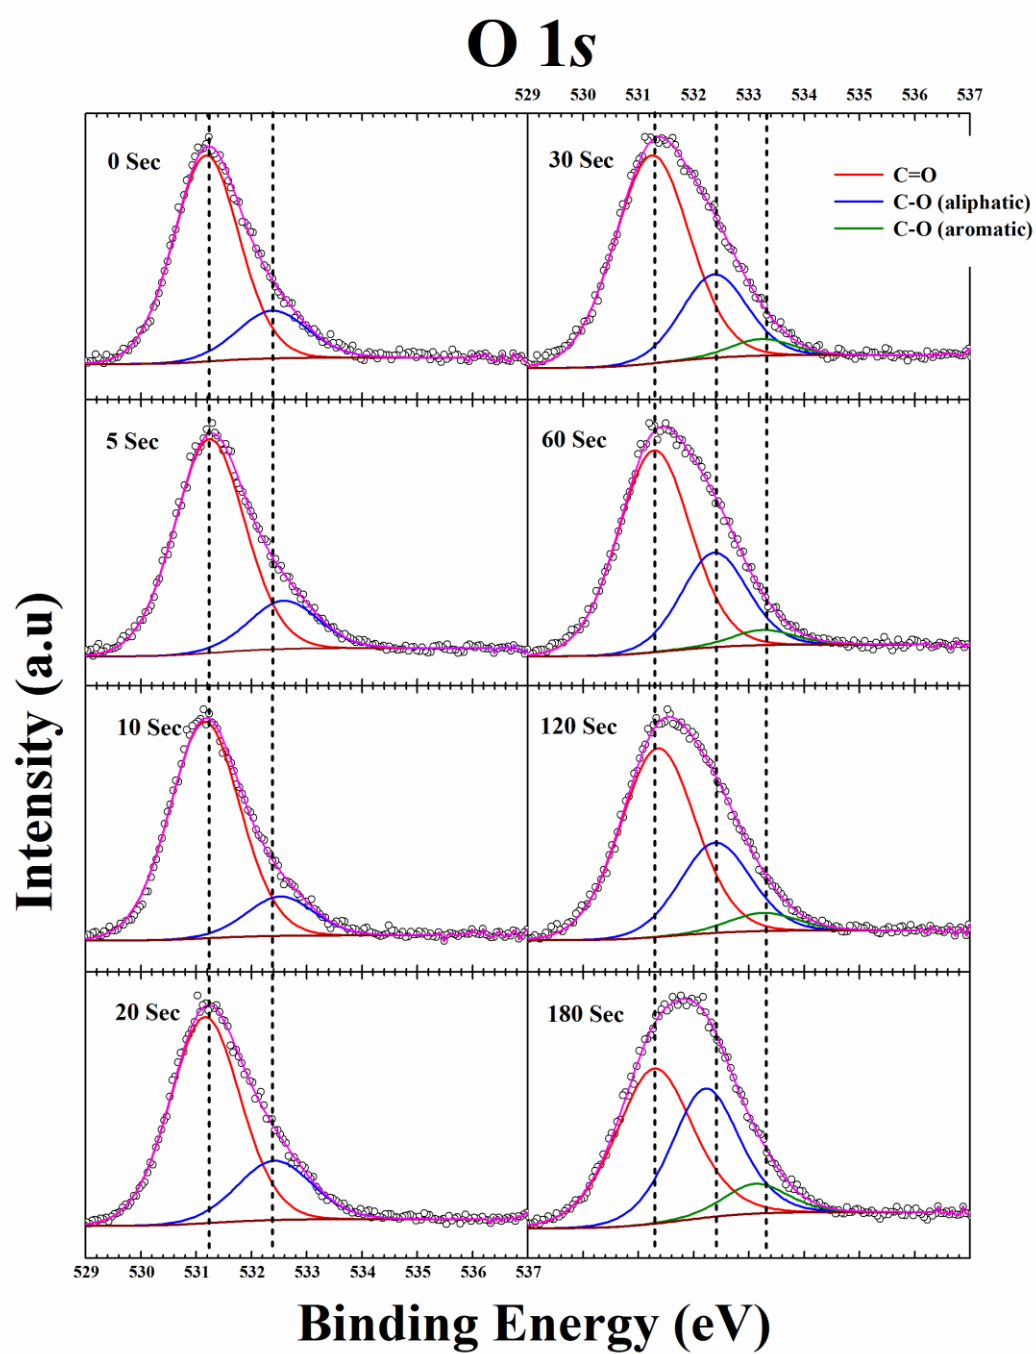 O 1s
529 530 531 532 533 534 535 536 537
0 Sec
30 Sec
C=O
C-O (aliphatic)
C-O (aromatic)
5 Sec
60 Sec
10 Sec
120 Sec
20 Sec
180 Sec
Intensity (a.u)
529 530 531 532 533 534 535 536 537
Binding Energy (eV)